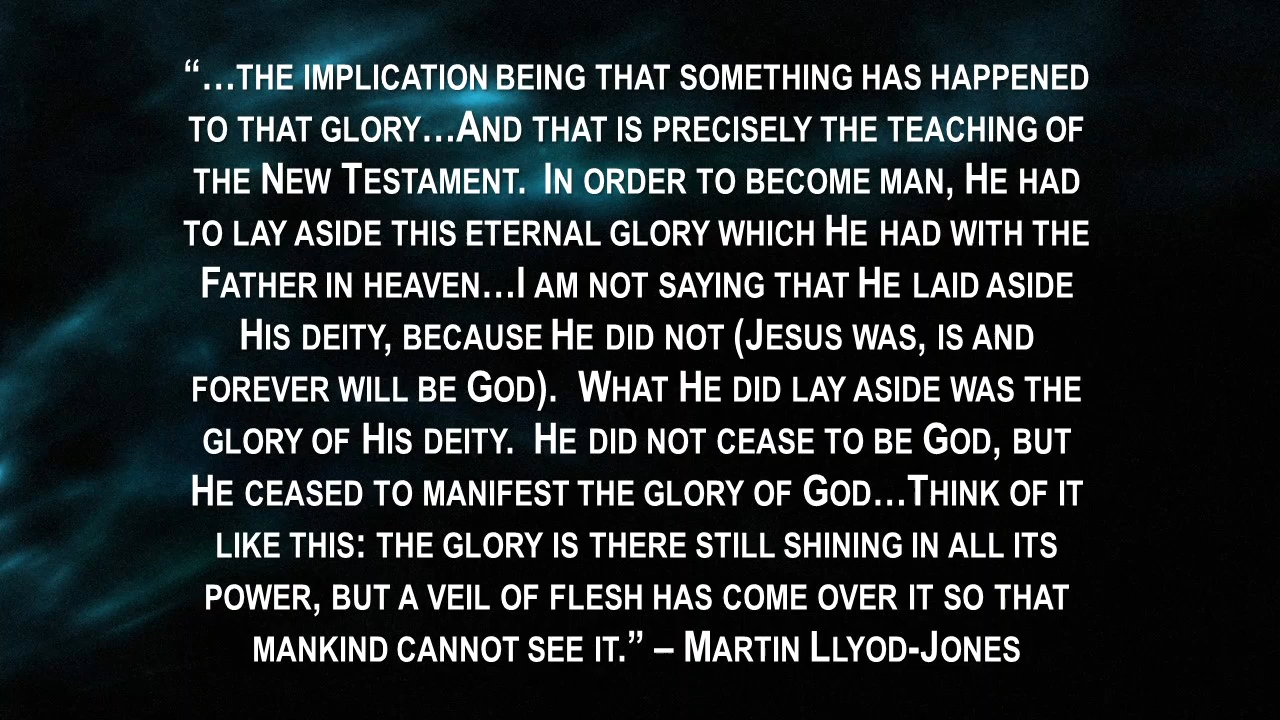 “…THE IMPLICATION BEING THAT SOMETHING HAS HAPPENED
TO THAT GLORY…AND THAT IS PRECISELY THE TEACHING OF
THE NEW TESTAMENT.  IN ORDER TO BECOME MAN, HE HAD
TO LAY ASIDE THIS ETERNAL GLORY WHICH HE HAD WITH THE
FATHER IN HEAVEN…I AM NOT SAYING THAT HE LAID ASIDE
HIS DEITY, BECAUSE HE DID NOT (JESUS WAS, IS AND
FOREVER WILL BE GOD).  WHAT HE DID LAY ASIDE WAS THE
GLORY OF HIS DEITY.  HE DID NOT CEASE TO BE GOD, BUT
HE CEASED TO MANIFEST THE GLORY OF GOD…THINK OF IT
LIKE THIS: THE GLORY IS THERE STILL SHINING IN ALL ITS
POWER, BUT A VEIL OF FLESH HAS COME OVER IT SO THAT
MANKIND CANNOT SEE IT.” – MARTIN LLYOD-JONES